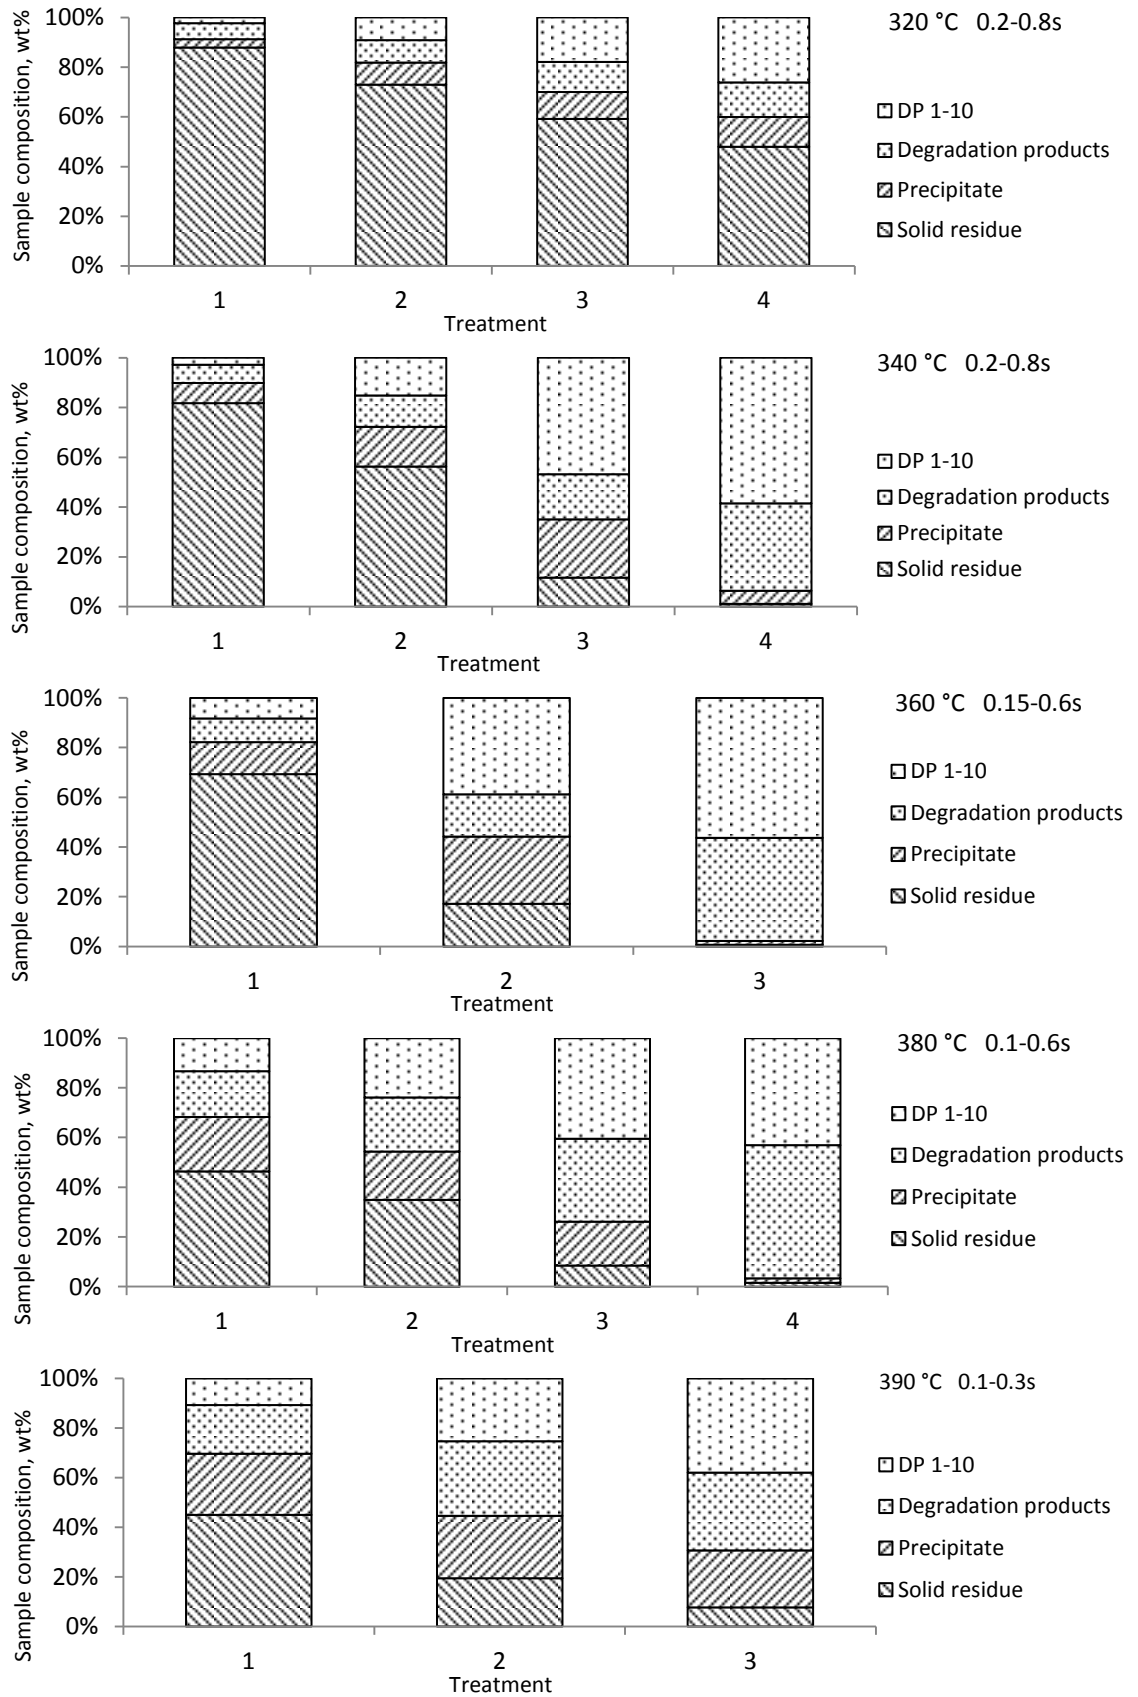 320 °C 0.2-0.8s
Sample composition, wt%
100%
80%
60%
40%
20%
0%
DP 1-10
Degradation products
Precipitate
Solid residue
1 2 3 4
Treatment
340 °C 0.2-0.8s
Sample composition, wt%
100%
80%
60%
40%
20%
0%
DP 1-10
Degradation products
Precipitate
Solid residue
1 2 3 4
Treatment
360 °C 0.15-0.6s
Sample composition, wt%
100%
80%
60%
40%
20%
0%
DP 1-10
Degradation products
Precipitate
Solid residue
1 2 3
Treatment
380 °C 0.1-0.6s
Sample composition, wt%
100%
80%
60%
40%
20%
0%
DP 1-10
Degradation products
Precipitate
Solid residue
1 2 3 4
Treatment
390 °C 0.1-0.3s
Sample composition, wt%
100%
80%
60%
40%
20%
0%
DP 1-10
Degradation products
Precipitate
Solid residue
1 2 3
Treatment